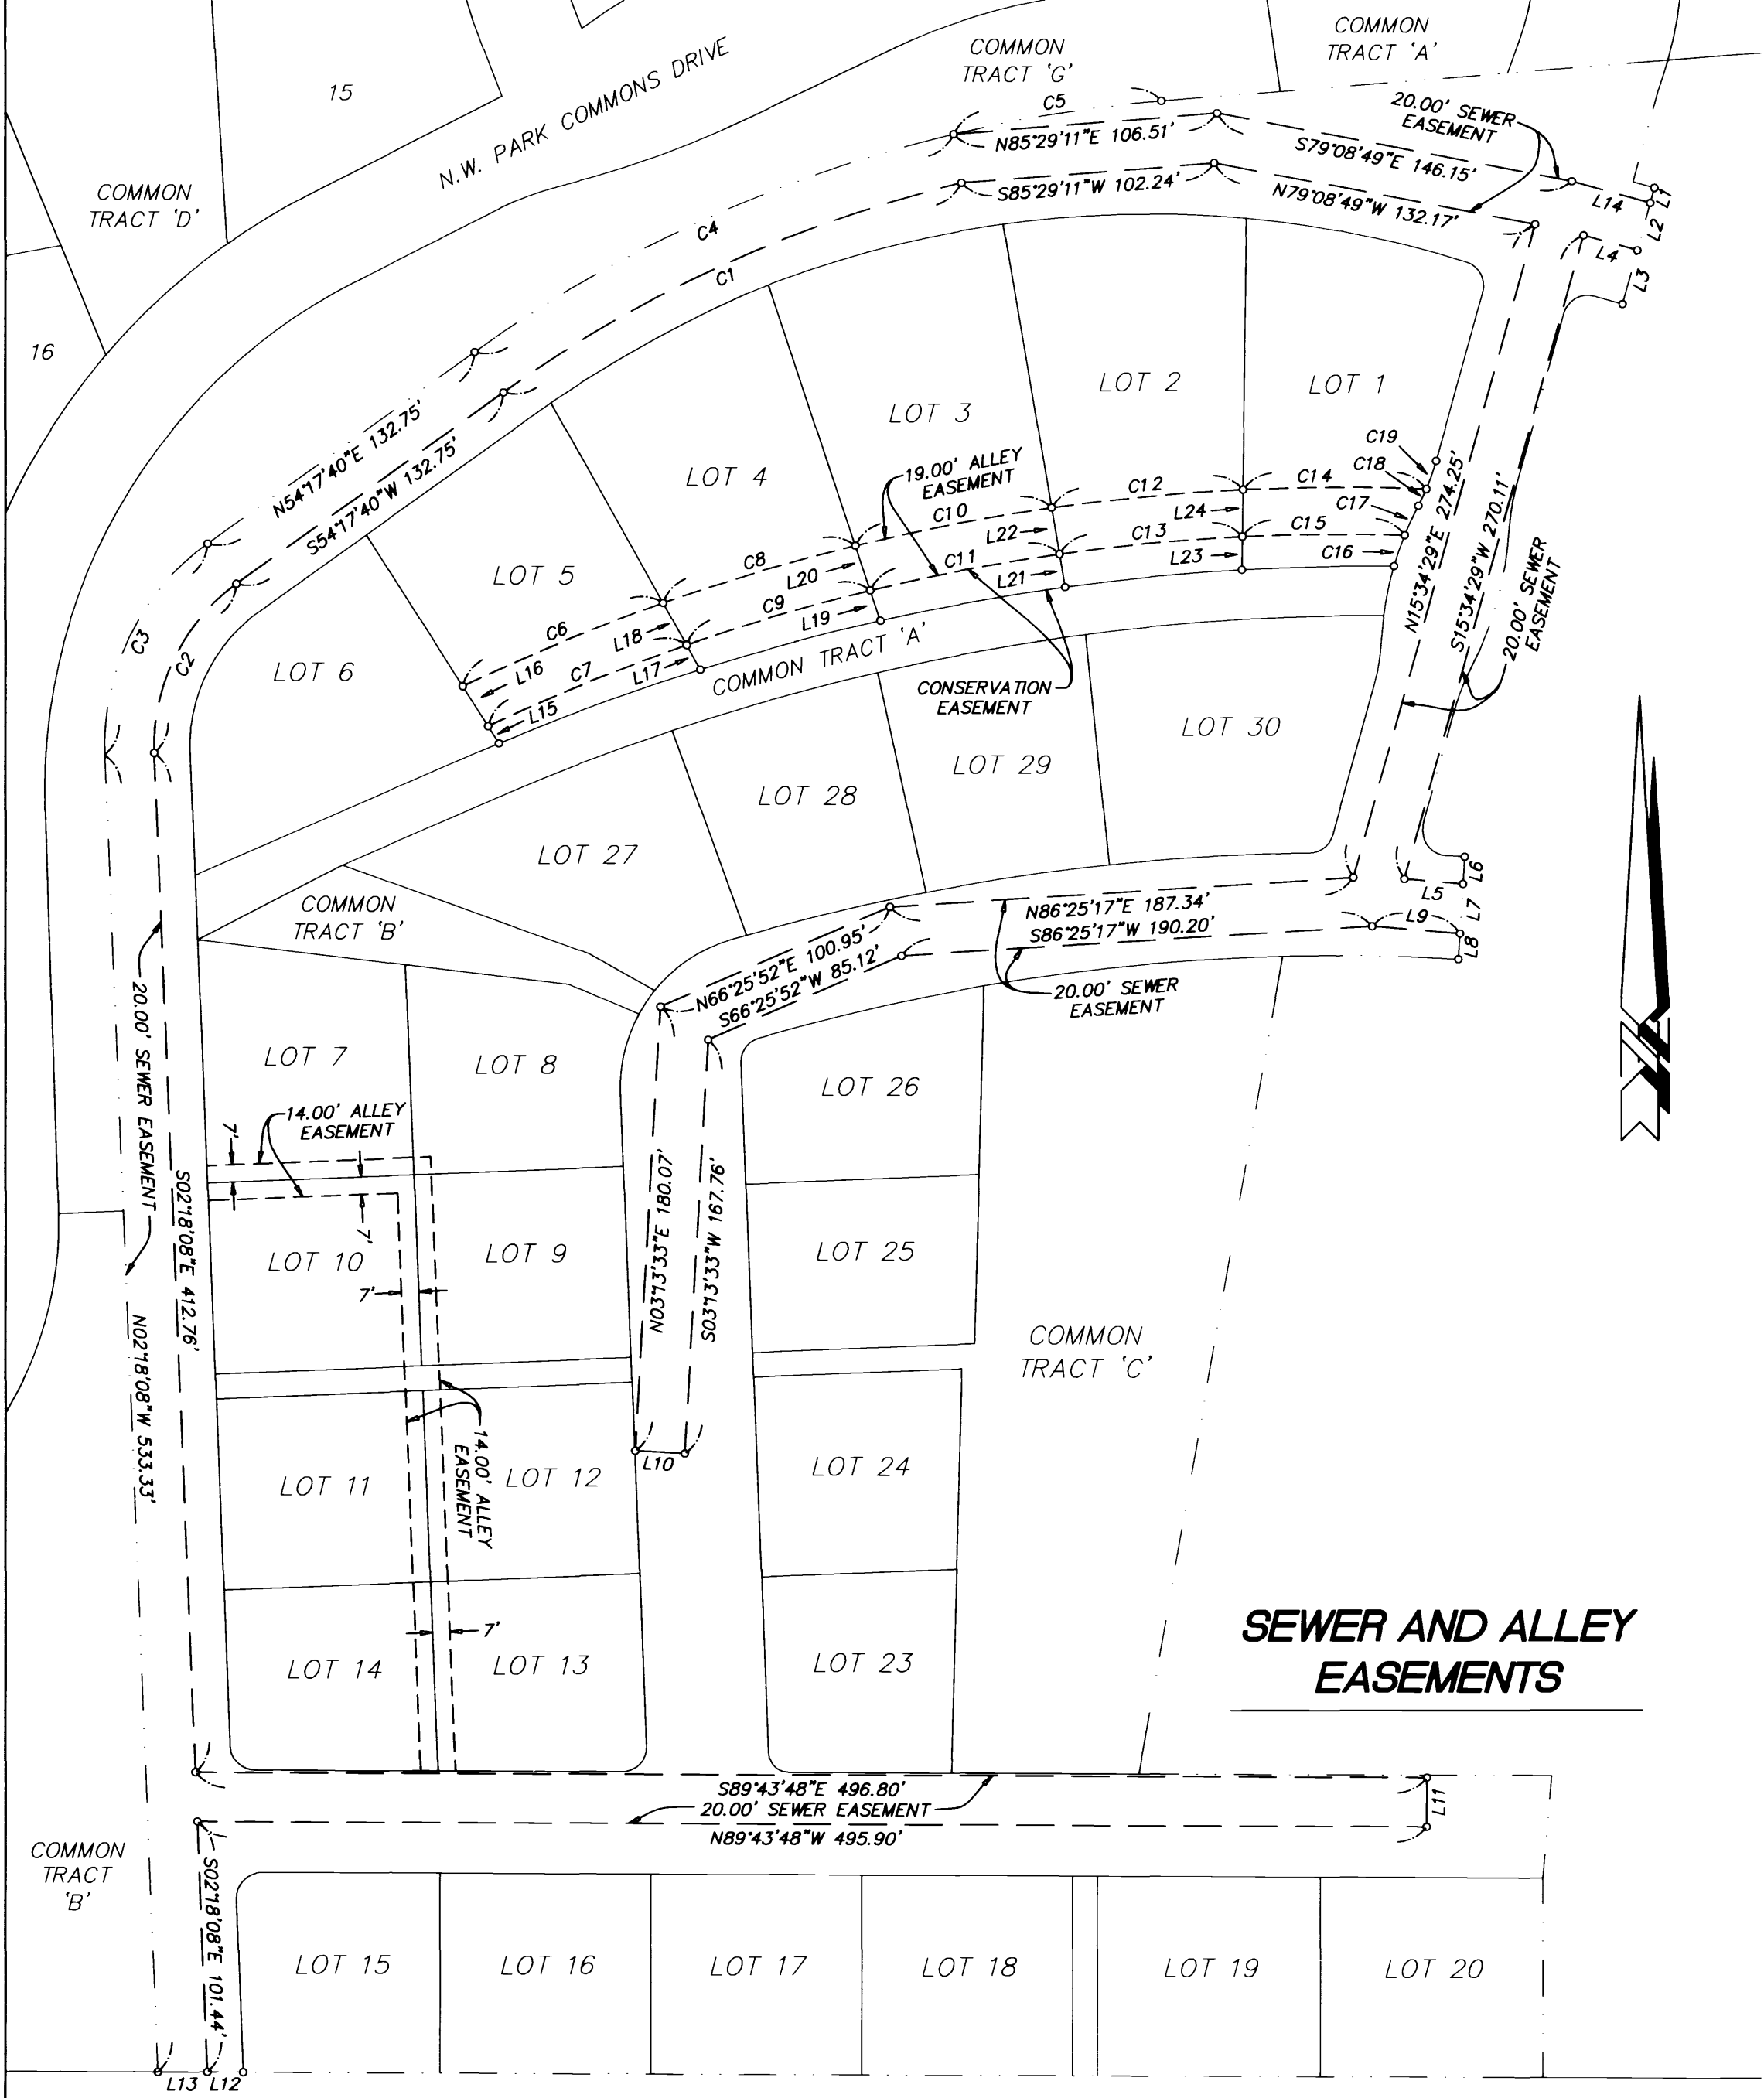 COMMON
TRACT 'A'
COMMON
TRACT 'G'
15
N.W. PARK COMMONS DRIVE
C5
N85°29'11"E 106.51'
20.00' SEWER
EASEMENT
S79°08'49"E 146.15'
S85°29'11"W 102.24'
N79°08'49"W 132.17'
L14
L1
L2
L4
L3
COMMON
TRACT 'D'
C4
C1
16
LOT 2
LOT 1
LOT 3
N54°17'40"E 132.75'
S54°17'40"W 132.75'
C19
C18
C17
C16
LOT 4
19.00' ALLEY
EASEMENT
C10
C12
C14
L22
L24
C13
C15
C11
L21
L23
C8
L20
C9
L19
LOT 5
C6
L18
L16
C7
L17
L15
C3
C2
LOT 6
COMMON TRACT 'A'
CONSERVATION
EASEMENT
N15°34'29"E 274.25'
S15°34'29"W 270.11'
20.00' SEWER
EASEMENT
LOT 30
LOT 29
LOT 28
LOT 27
L6
L5
L7
L9
L8
COMMON
TRACT 'B'
N86°25'17"E 187.34'
S86°25'17"W 190.20'
N66°25'52"E 100.95'
S66°25'52"W 85.12'
20.00' SEWER
EASEMENT
20.00' SEWER EASEMENT
LOT 7
LOT 8
LOT 26
14.00' ALLEY
EASEMENT
7'
7'
S02°18'08"E 412.76'
N03°13'33"E 180.07'
S03°13'33"W 167.76'
LOT 10
LOT 9
LOT 25
7'
N02°18'08"W 533.33'
COMMON
TRACT 'C'
14.00' ALLEY
EASEMENT
L10
LOT 11
LOT 12
LOT 24
7'
LOT 14
LOT 13
LOT 23
SEWER AND ALLEY
EASEMENTS
S89°43'48"E 496.80'
20.00' SEWER EASEMENT
N89°43'48"W 495.90'
L11
COMMON
TRACT
'B'
S02°18'08"E 101.44'
LOT 15
LOT 16
LOT 17
LOT 18
LOT 19
LOT 20
L13
L12